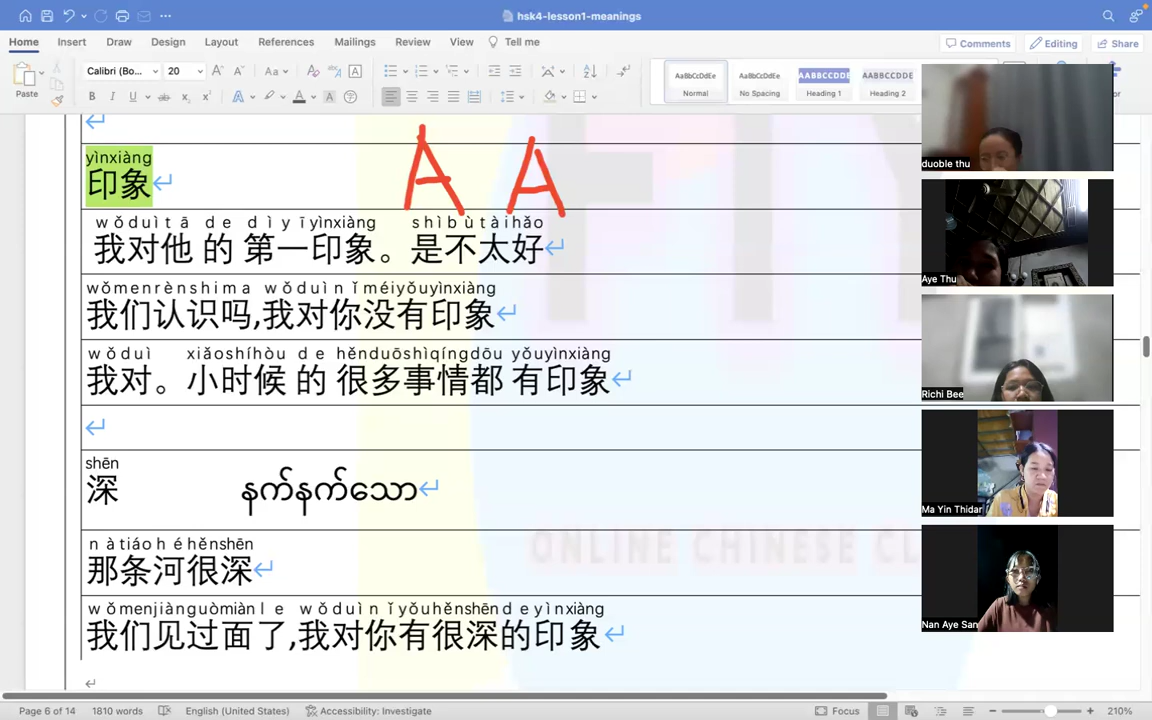 hsk4-lesson1-meanings
Home Insert Draw Design Layout References Mailings Review View Tell me Comments Editing Share
Paste Calibri (Bo... 20
AaBbCcDdEe AaBbCcDdEe AABBCCDD AABBCCDDE
Normal No Spacing Heading 1 Heading 2
yìnxiàng
印象
A A
wǒduìtā de dìyīyìnxiàng shìbùtàihǎo
我对他 的 第一印象。是不太好
wǒmenrènshima wǒduìnǐméiyǒuyìnxiàng
我们认识吗,我对你没有印象
wǒduì xiǎoshíhòu de hěnduōshìqíngdōu yǒuyìnxiàng
我对。小时候 的 很多事情都 有印象
shēn
深 နက်နက်သော
nàtiáohéhěnshēn
那条河很深
wǒmenjiànguòmiànle wǒduìnǐyǒuhěnshēndeyìnxiàng
我们见过面了,我对你有很深的印象
ONLINE CHINESE CL
duoble thu
Aye Thu
Richi Bee
Ma Yin Thidar
Nan Aye San
Page 6 of 14 1810 words English (United States) Accessibility: Investigate Focus 210%